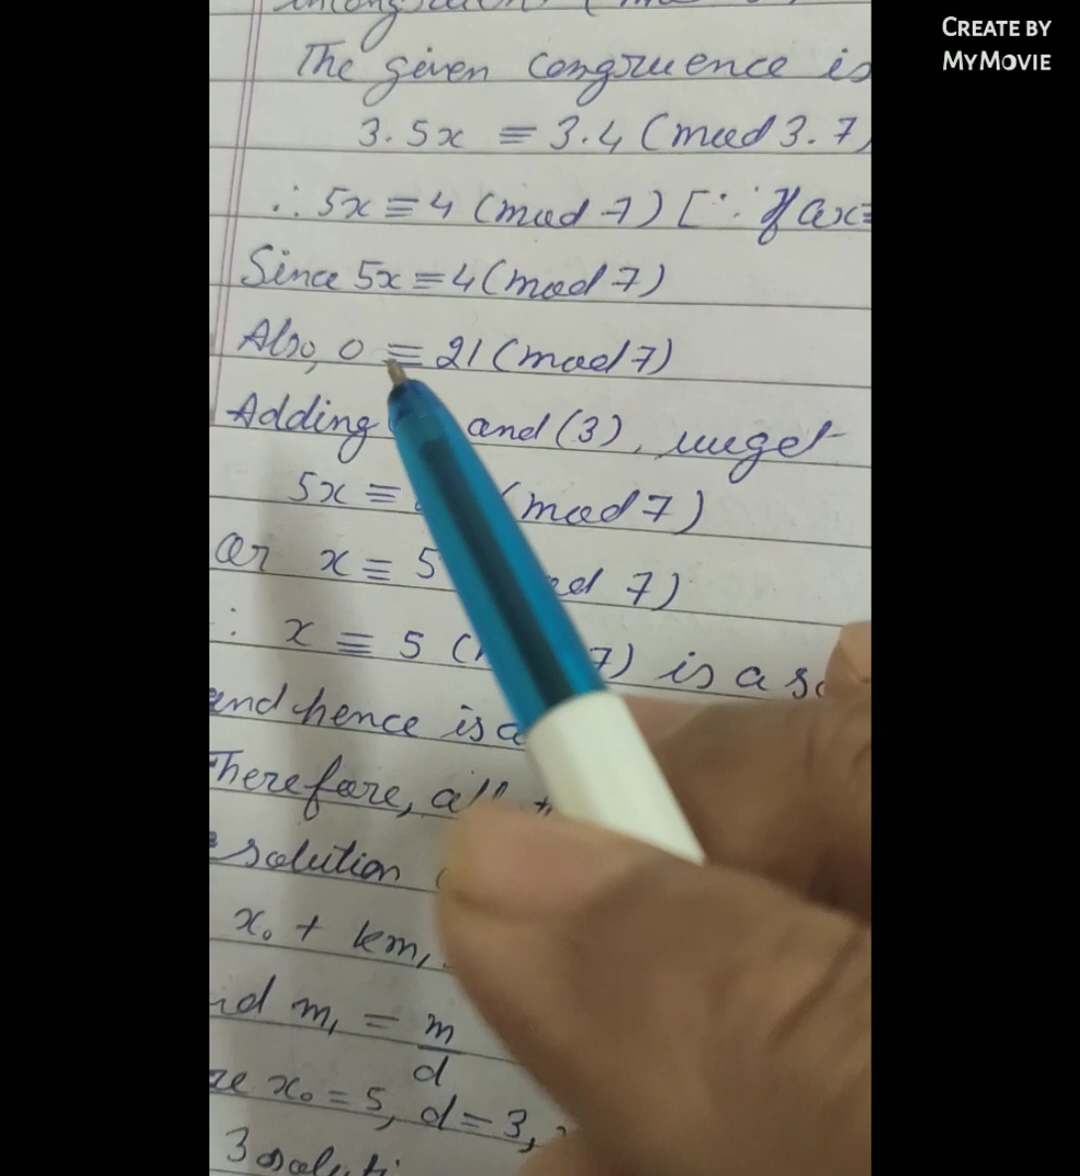 CREATE BY
MYMOVIE
The given congruence is
3.5x ≡ 3.4 (mod 3.7)
∴ 5x ≡ 4 (mod 7) [∵ If ax ≡
Since 5x ≡ 4 (mod 7)
Also, 0 ≡ 21 (mod 7)
Adding and (3), we get
5x ≡ (mod 7)
or x ≡ 5 7)
∴ x ≡ 5 ( 7) is a
and hence is a
Therefore, all
solution
x₀ + km₁
m₁ = m
d
x₀ = 5, d = 3,
3